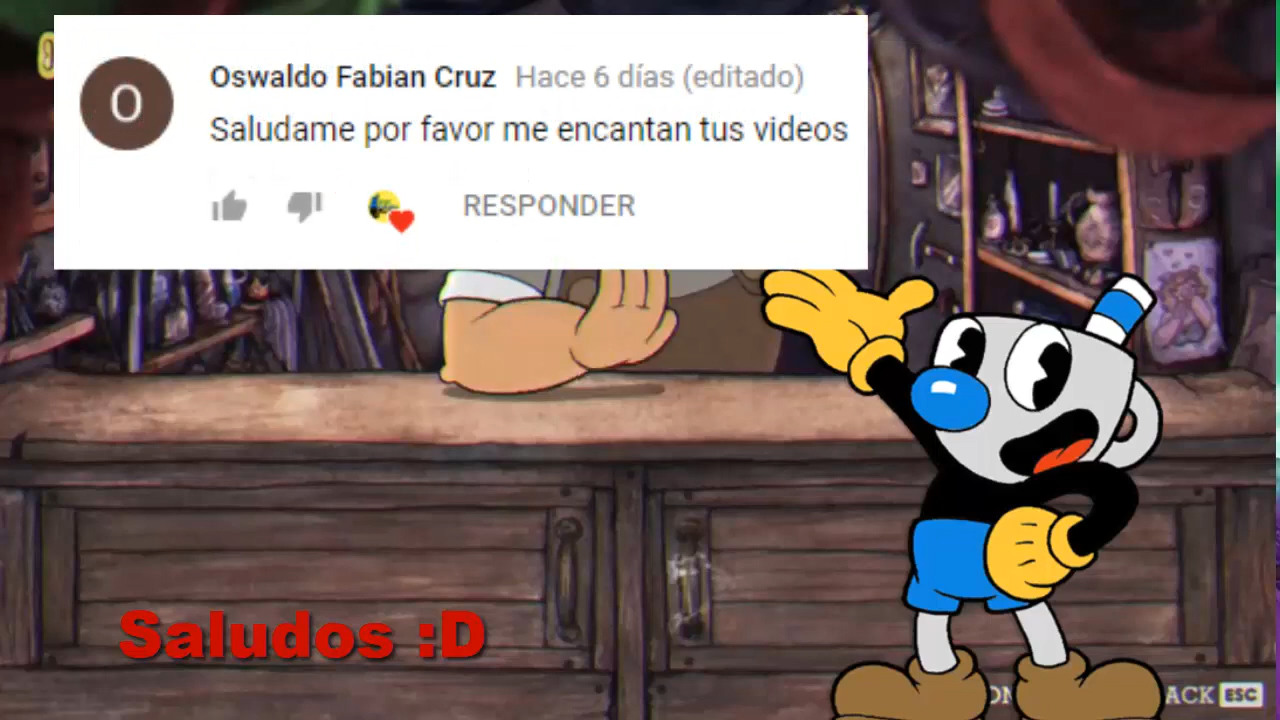 O
Oswaldo Fabian Cruz Hace 6 días (editado)
Saludame por favor me encantan tus videos
RESPONDER
Saludos :D
ESC